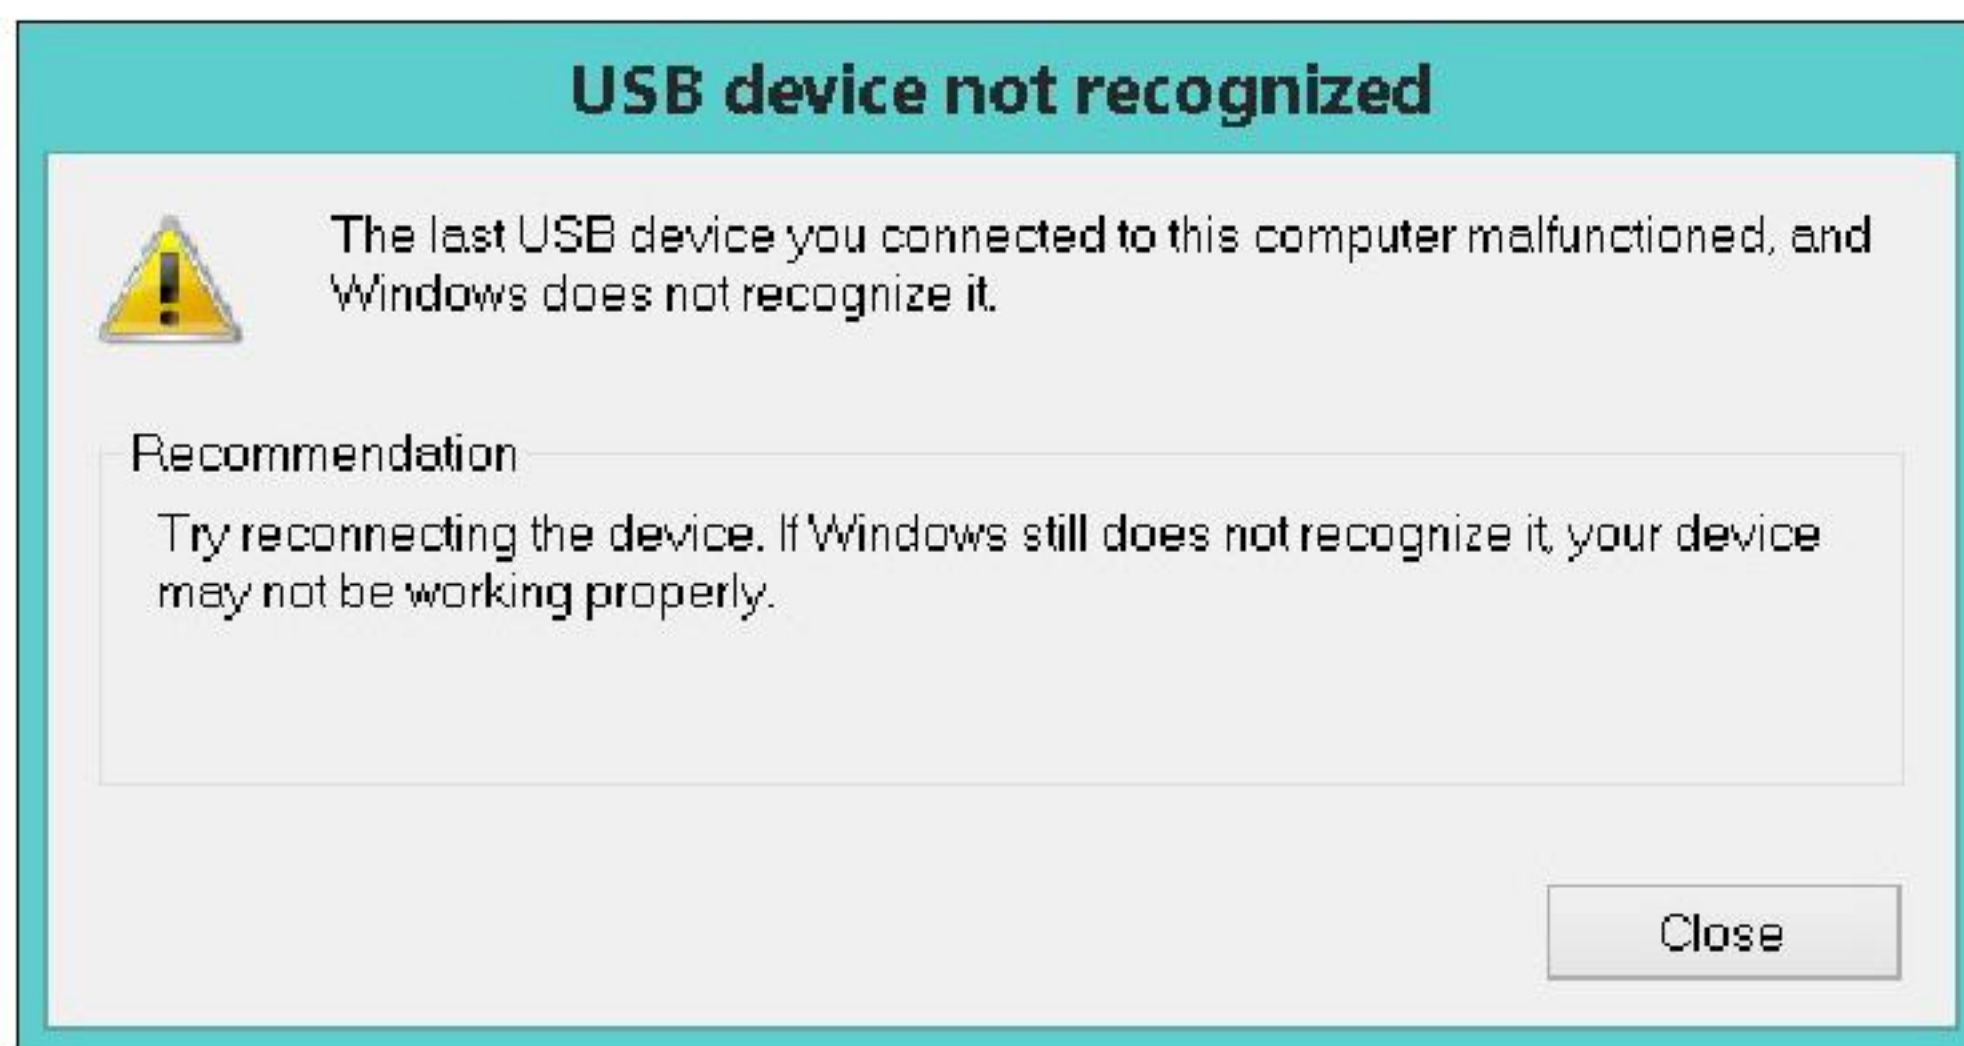 USB device not recognized
The last USB device you connected to this computer malfunctioned, and
Windows does not recognize it.
Recommendation
Try reconnecting the device. If Windows still does not recognize it, your device
may not be working properly.
Close